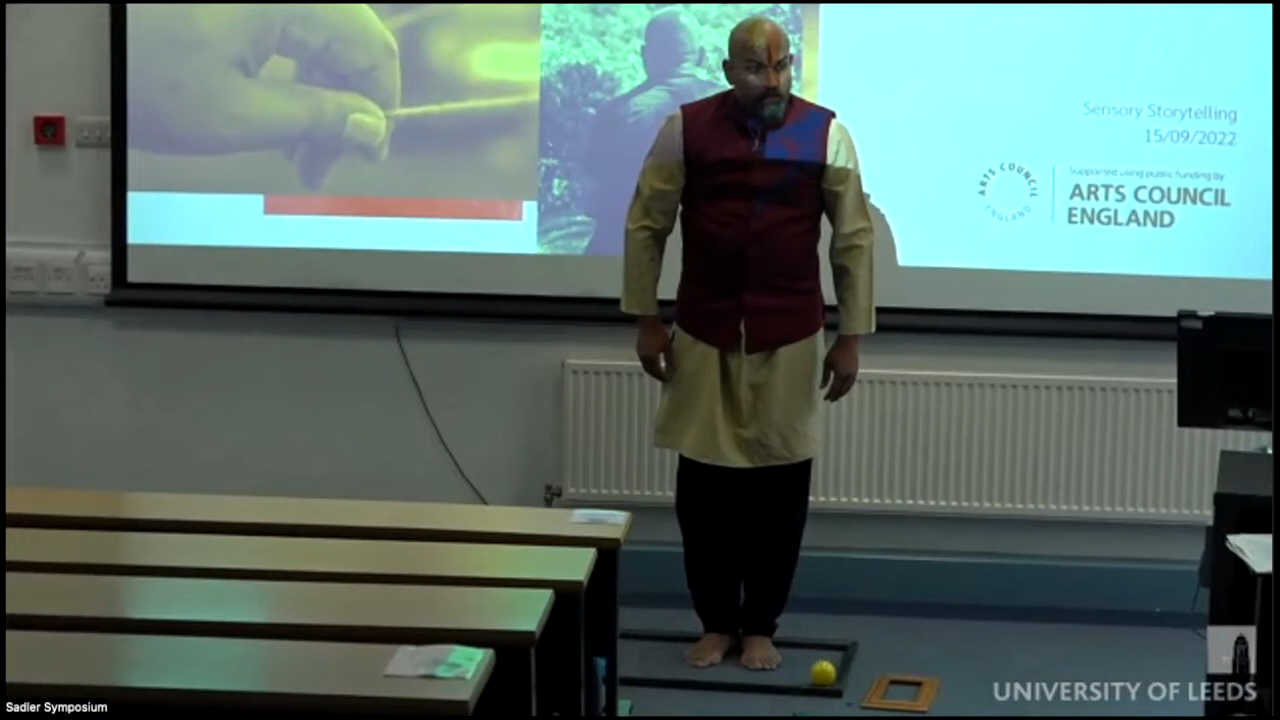 Sensory Storytelling
15/09/2022
ARTS COUNCIL
ENGLAND
Supported using public funding by
ARTS COUNCIL
ENGLAND
UNIVERSITY OF LEEDS
Sadler Symposium